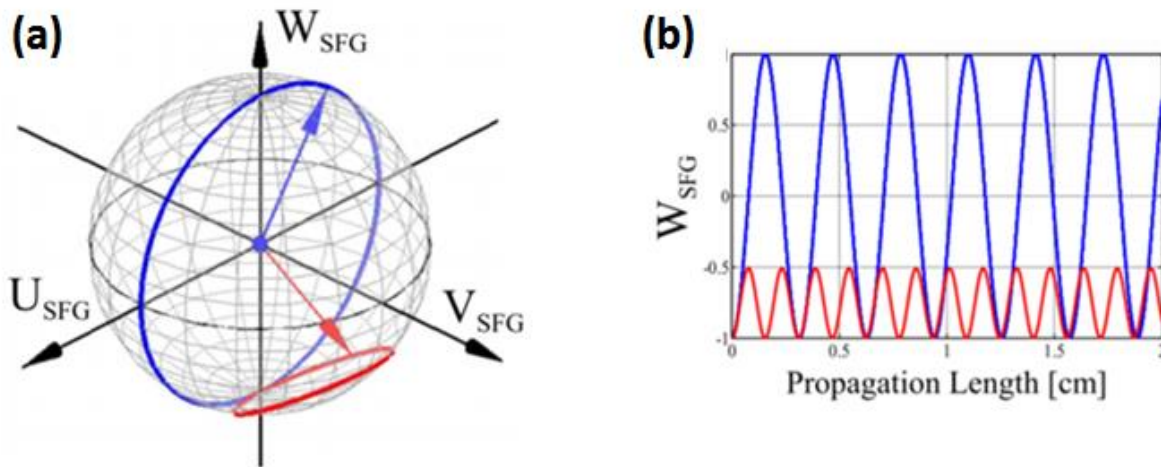 (a)
W_SFG
U_SFG
V_SFG
(b)
1
0.5
0
-0.5
-1
W_SFG
0
0.5
1
1.5
2
Propagation Length [cm]